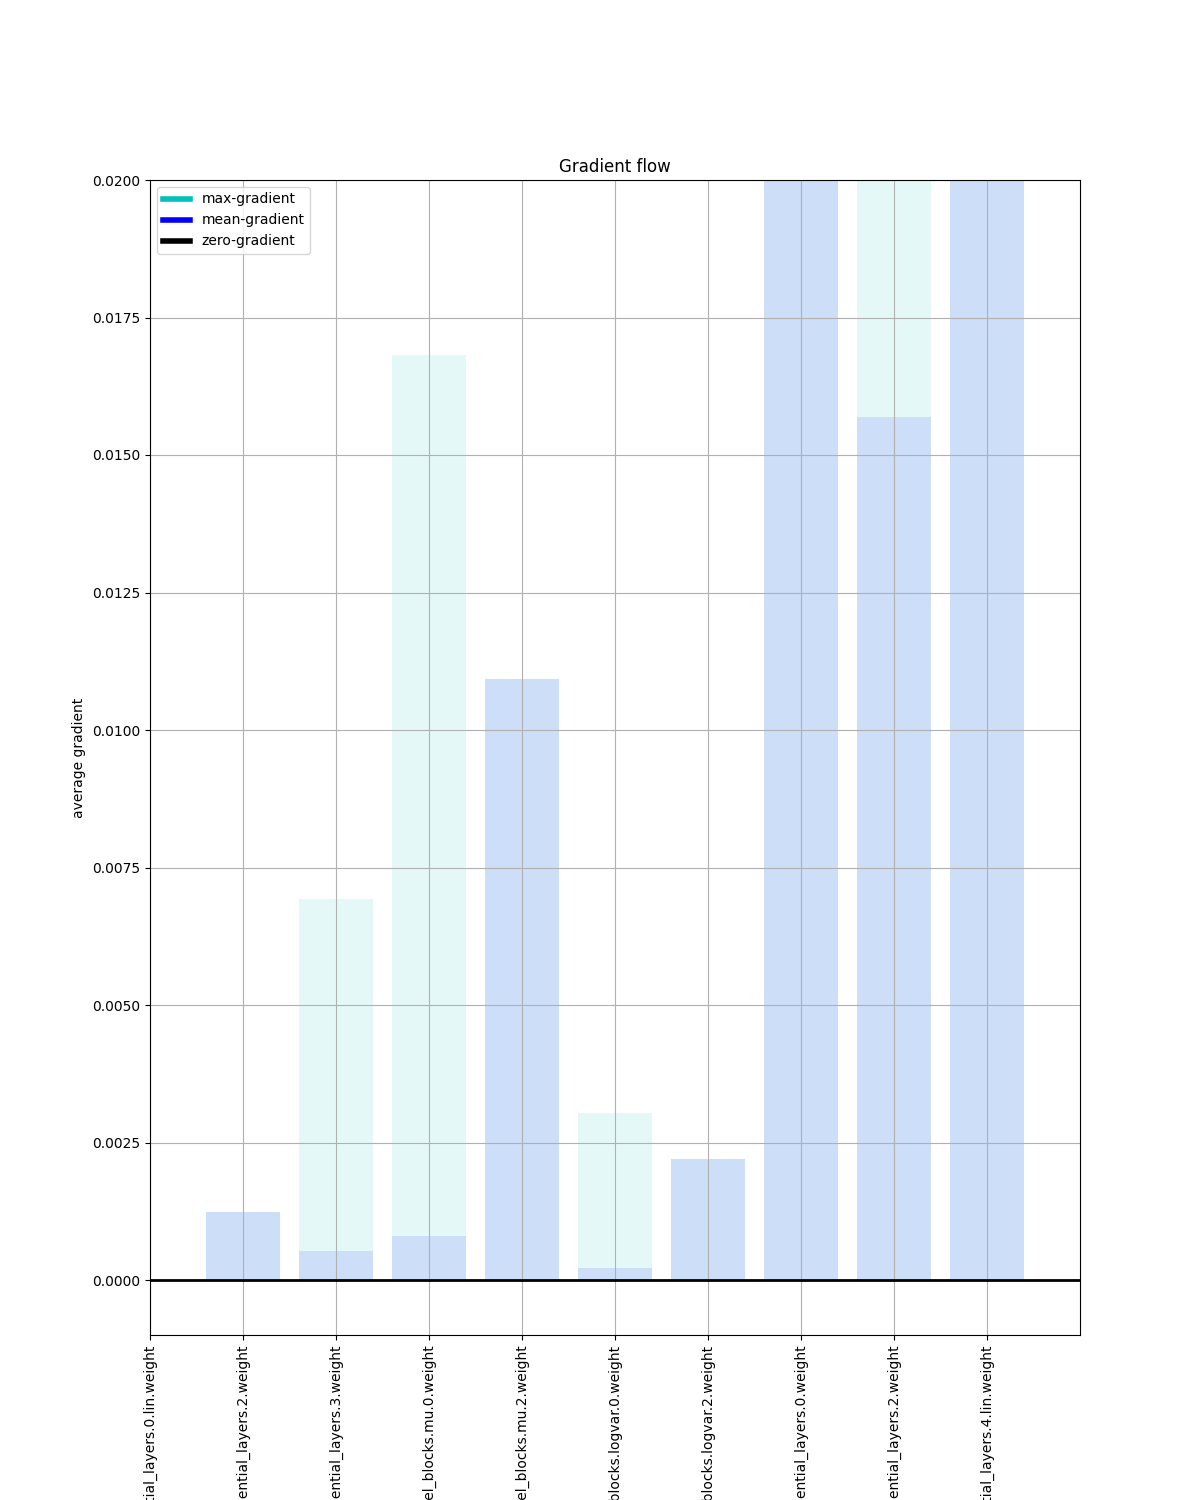 Gradient flow
max-gradient
mean-gradient
zero-gradient
0.0200
0.0175
0.0150
0.0125
0.0100
0.0075
0.0050
0.0025
0.0000
average gradient
tial_layers.0.lin.weight
ential_layers.2.weight
ential_layers.3.weight
el_blocks.mu.0.weight
el_blocks.mu.2.weight
blocks.logvar.0.weight
blocks.logvar.2.weight
ential_layers.0.weight
ential_layers.2.weight
tial_layers.4.lin.weight